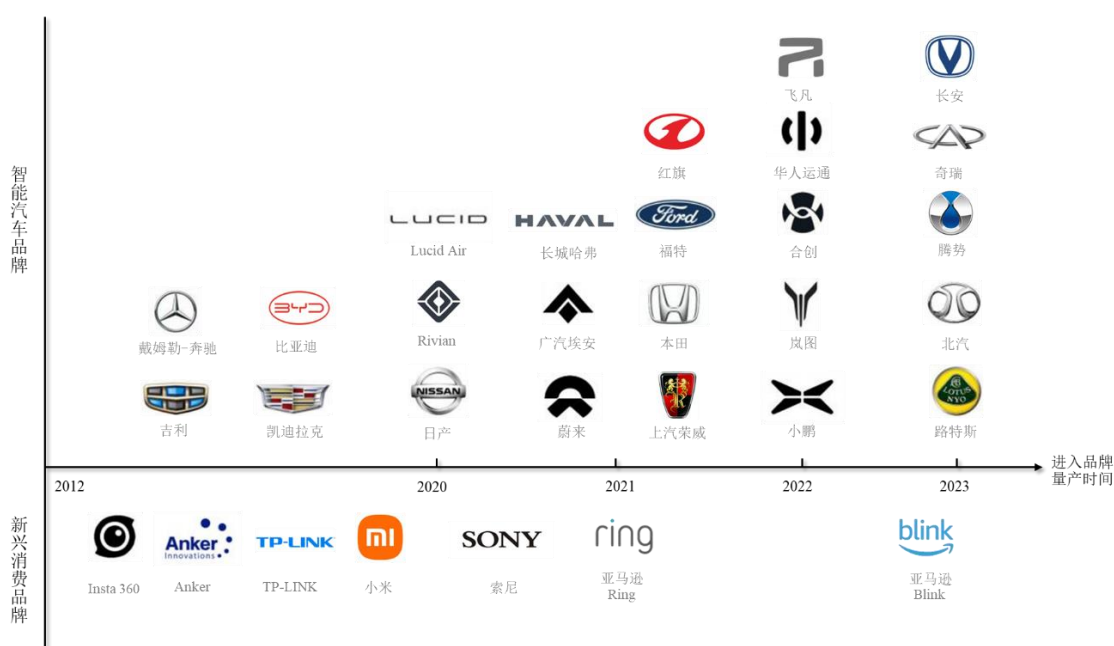 智能汽车品牌
飞凡
长安
红旗
华人运通
奇瑞
LUCID
HAVAL
Ford
Lucid Air
长城哈弗
福特
合创
腾势
BYD
戴姆勒-奔驰
比亚迪
Rivian
广汽埃安
本田
岚图
北汽
NISSAN
R
LOTUS
吉利
凯迪拉克
日产
蔚来
上汽荣威
小鹏
路特斯
进入品牌
量产时间
2012
2020
2021
2022
2023
新兴消费品牌
Anker
Innovations
TP-LINK
mi
SONY
ring
blink
Insta 360
Anker
TP-LINK
小米
索尼
亚马逊
Ring
亚马逊
Blink